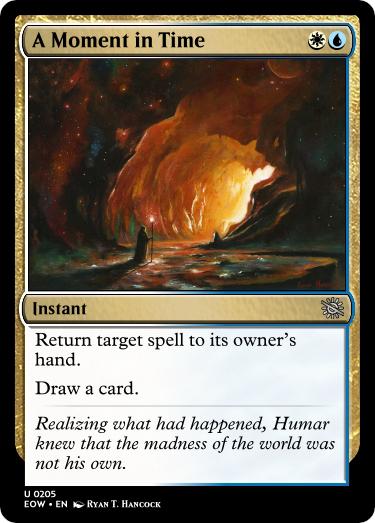 A Moment in Time
Instant
Return target spell to its owner's
hand.
Draw a card.
Realizing what had happened, Humar
knew that the madness of the world was
not his own.
U 0205
EOW • EN Ryan T. Hancock